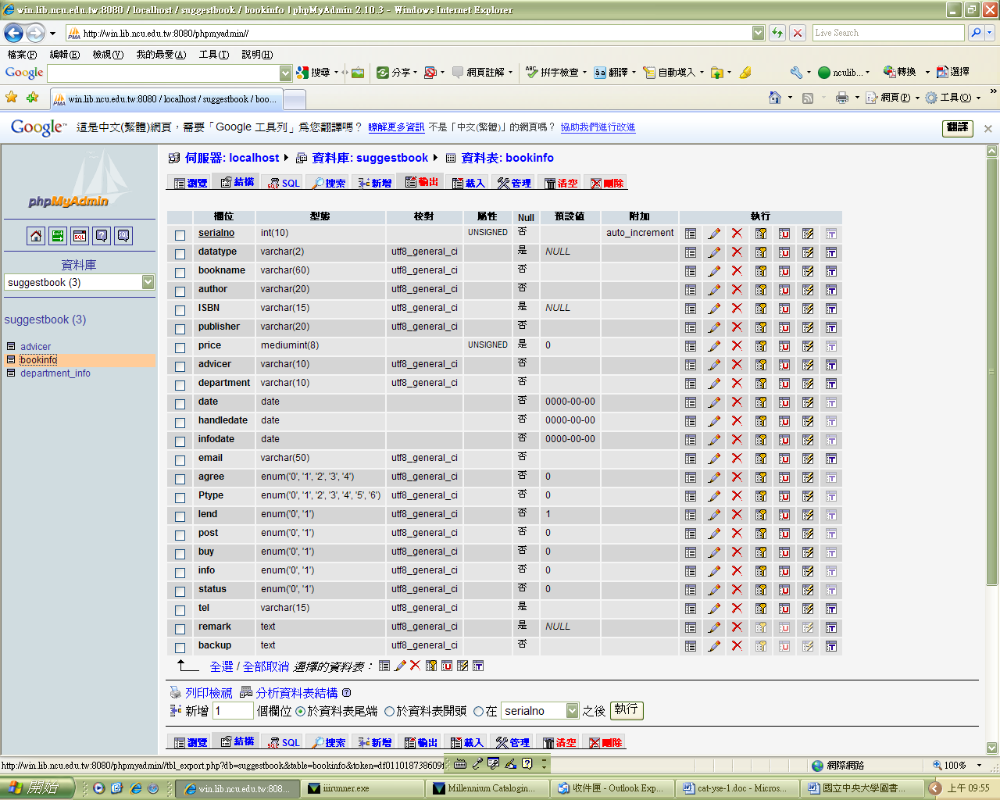 win.lib.ncu.edu.tw:8080 / localhost / suggestbook / bookinfo | phpMyAdmin 2.10.3 - Windows Internet Explorer
http://win.lib.ncu.edu.tw:8080/phpmyadmin//
Live Search
檔案(F) 編輯(E) 檢視(V) 我的最愛(A) 工具(T) 說明(H)
Google 搜尋 分享 網頁註解 拼字檢查 翻譯 自動填入 nculib... 轉換 選擇
win.lib.ncu.edu.tw:8080 / localhost / suggestbook / boo... 網頁(P) 工具(O)
Google 這是中文(繁體)網頁，需要「Google 工具列」為您翻譯嗎？ 瞭解更多資訊 不是「中文(繁體)」的網頁嗎？ 協助我們進行改進 翻譯
phpMyAdmin
資料庫
suggestbook (3)
suggestbook (3)
advicer
bookinfo
department_info
伺服器: localhost 資料庫: suggestbook 資料表: bookinfo
瀏覽 結構 SQL 搜索 新增 輸出 載入 管理 清空 刪除
欄位 型態 校對 屬性 Null 預設值 附加 執行
serialno int(10) UNSIGNED 否 auto_increment
datatype varchar(2) utf8_general_ci 是 NULL
bookname varchar(60) utf8_general_ci 否
author varchar(20) utf8_general_ci 否
ISBN varchar(15) utf8_general_ci 是 NULL
publisher varchar(20) utf8_general_ci 否
price mediumint(8) UNSIGNED 是 0
advicer varchar(10) utf8_general_ci 否
department varchar(10) utf8_general_ci 否
date date 否 0000-00-00
handledate date 否 0000-00-00
infodate date 否 0000-00-00
email varchar(50) utf8_general_ci 否
agree enum('0', '1', '2', '3', '4') utf8_general_ci 否 0
Ptype enum('0', '1', '2', '3', '4', '5', '6') utf8_general_ci 否 0
lend enum('0', '1') utf8_general_ci 否 1
post enum('0', '1') utf8_general_ci 否 0
buy enum('0', '1') utf8_general_ci 否 0
info enum('0', '1') utf8_general_ci 否 0
status enum('0', '1') utf8_general_ci 否 0
tel varchar(15) utf8_general_ci 是
remark text utf8_general_ci 是 NULL
backup text utf8_general_ci 否
全選 / 全部取消 選擇的資料表：
列印檢視 分析資料表結構
新增 1 個欄位 於資料表尾端 於資料表開頭 在 serialno 之後 執行
瀏覽 結構 SQL 搜索 新增 輸出 載入 管理 清空 刪除
http://win.lib.ncu.edu.tw:8080/phpmyadmin//tbl_export.php?db=suggestbook&table=bookinfo&token=df011018738609f 網際網路 100%
開始 win.lib.ncu.edu.tw:808... iiirunner.exe Millennium Catalogin... 收件匣 - Outlook Exp... cat-yse-1.doc - Micros... 國立中央大學圖書... 上午 09:55